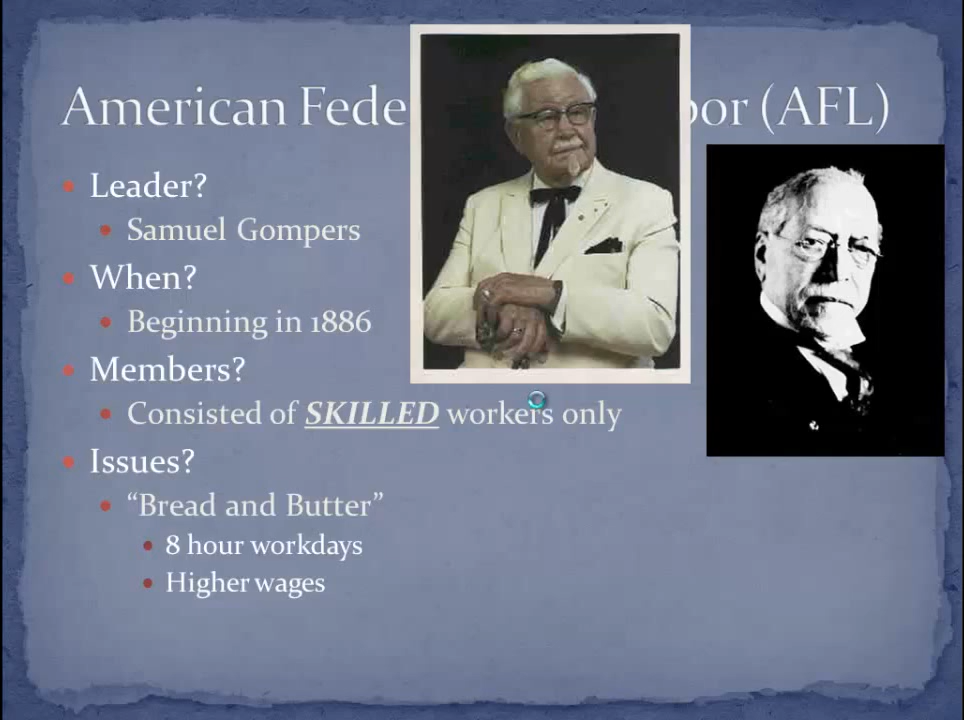 American Fede bor (AFL)
Leader?
Samuel Gompers
When?
Beginning in 1886
Members?
Consisted of SKILLED workers only
Issues?
“Bread and Butter”
8 hour workdays
Higher wages